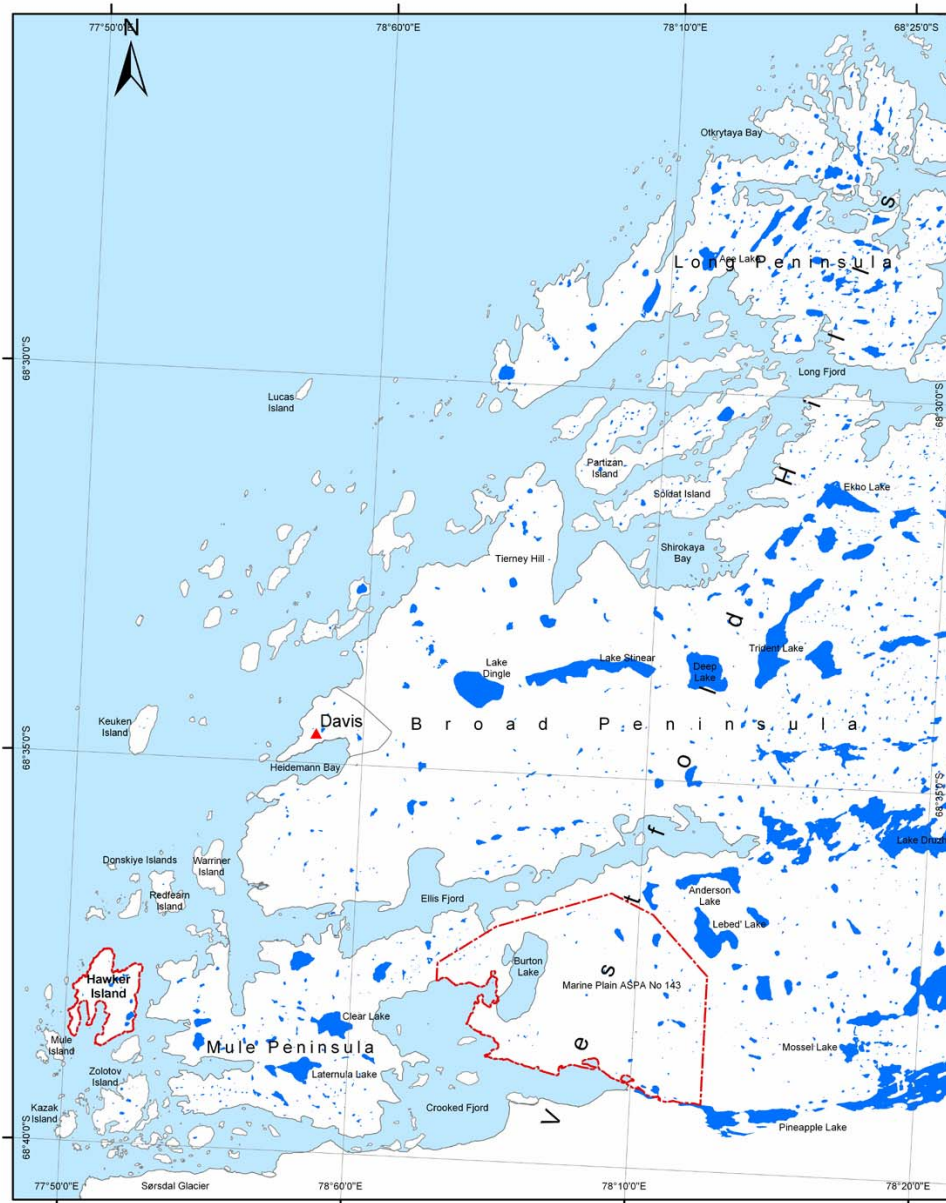 77°50'0"E
78°60'0"E
78°10'0"E
68°25'0"S
N
Otkrytaya Bay
Ace Lake
Long Peninsula
68°30'0"S
Long Fjord
Lucas
Island
68°30'0"S
Partizan
Island
Soldat Island
Ekho Lake
Shirokaya
Bay
Tierney Hill
Lake
Dingle
Lake Stinear
Deep
Lake
Trident Lake
Keuken
Island
Davis
Broad Peninsula
68°35'0"S
Heidemann Bay
68°35'0"S
Lake Druzh
Donskiye Islands
Warriner
Island
Redfearn
Island
Ellis Fjord
Anderson
Lake
Lebed' Lake
Burton
Lake
Hawker
Island
Marine Plain ASPA No 143
Clear Lake
Mule
Island
Mule Peninsula
Mossel Lake
Zolotov
Island
Laternula Lake
Kazak
Island
Crooked Fjord
Pineapple Lake
Vestfold Hills
68°40'0"S
Sørsdal Glacier
77°50'0"E
78°60'0"E
78°10'0"E
78°20'0"E